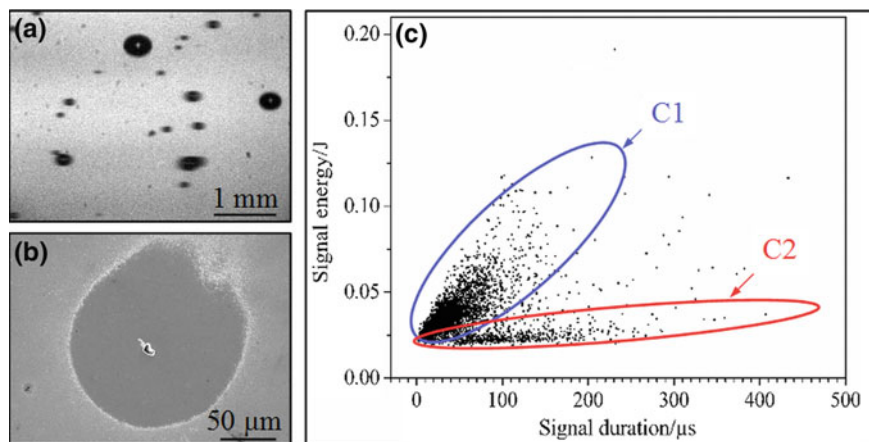 (a)
1 mm
(b)
50 μm
(c)
Signal energy/J
0.20
0.15
0.10
0.05
0.00
C1
C2
0 100 200 300 400 500
Signal duration/μs